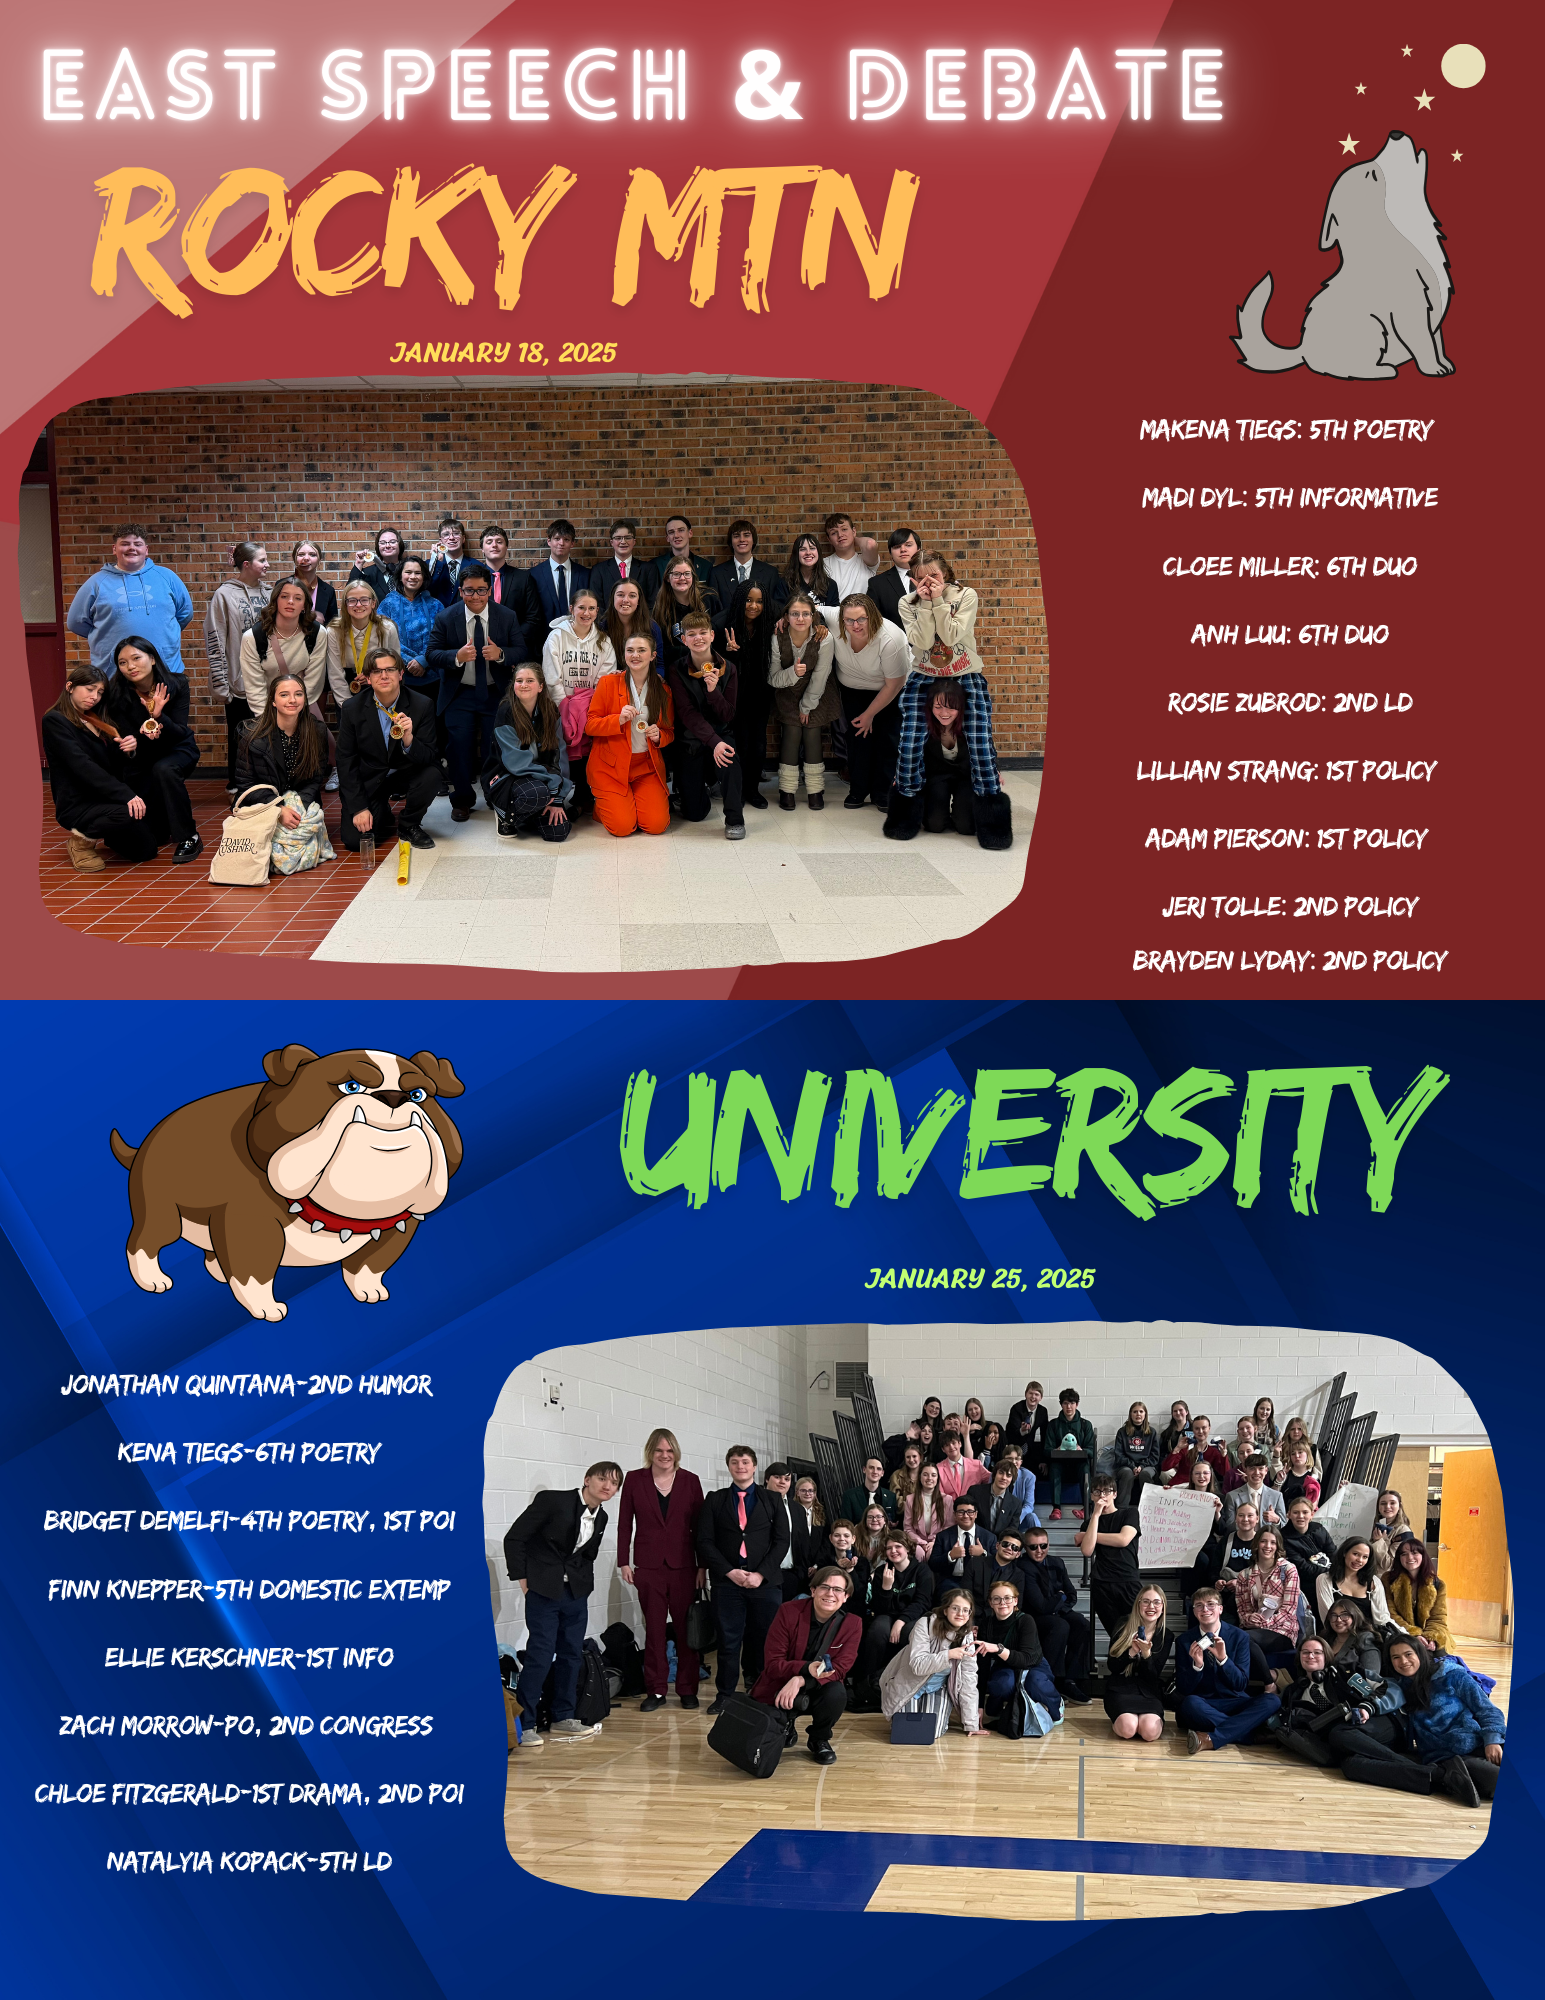 EAST SPEECH & DEBATE
ROCKY MTN
JANUARY 18, 2025
MAKENA TIEGS: 5TH POETRY
MADI DYL: 5TH INFORMATIVE
CLOEE MILLER: 6TH DUO
ANH LUU: 6TH DUO
ROSIE ZUBROD: 2ND LD
LILLIAN STRANG: 1ST POLICY
ADAM PIERSON: 1ST POLICY
JERI TOLLE: 2ND POLICY
BRAYDEN LYDAY: 2ND POLICY
DAVID
KUSHNER
UNIVERSITY
JANUARY 25, 2025
JONATHAN QUINTANA-2ND HUMOR
KENA TIEGS-6TH POETRY
BRIDGET DEMELFI-4TH POETRY, 1ST POI
FINN KNEPPER-5TH DOMESTIC EXTEMP
ELLIE KERSCHNER-1ST INFO
ZACH MORROW-PO, 2ND CONGRESS
CHLOE FITZGERALD-1ST DRAMA, 2ND POI
NATALYIA KOPACK-5TH LD
INFO